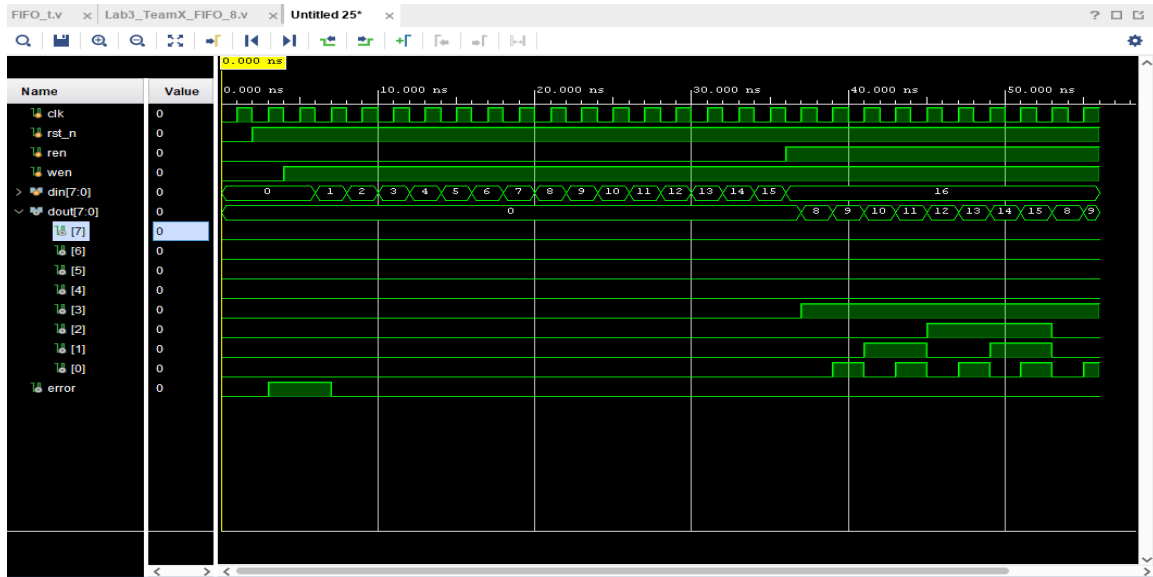 FIFO_t.v × Lab3_TeamX_FIFO_8.v × Untitled 25* ×
?
0.000 ns
Name Value
0.000 ns 10.000 ns 20.000 ns 30.000 ns 40.000 ns 50.000 ns
clk 0
rst_n 0
ren 0
wen 0
> din[7:0] 0 0 1 2 3 4 5 6 7 8 9 10 11 12 13 14 15 16
dout[7:0] 0 0 8 9 10 11 12 13 14 15 8 9
[7] 0
[6] 0
[5] 0
[4] 0
[3] 0
[2] 0
[1] 0
[0] 0
error 0